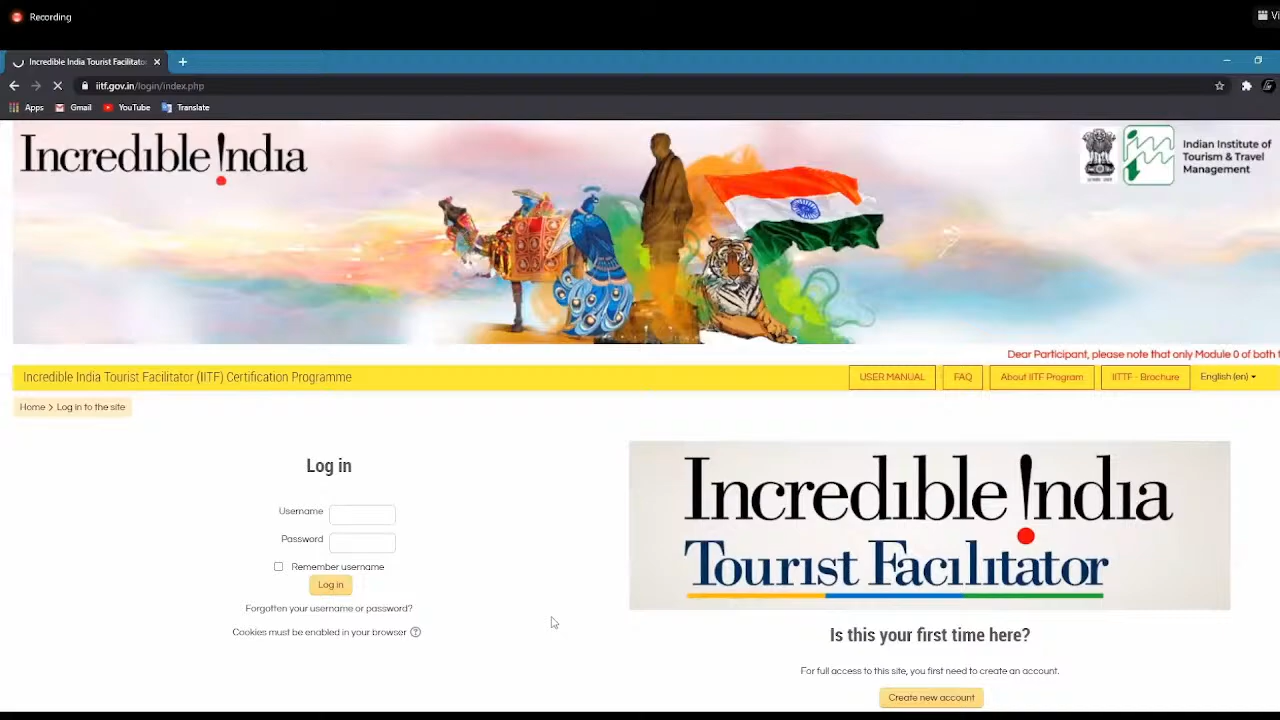 Recording
Vi
Incredible India Tourist Facilitato
iitf.gov.in/login/index.php
Apps Gmail YouTube Translate
Incredible !ndia
Indian Institute of
Tourism & Travel
Management
Dear Participant, please note that only Module 0 of both t
Incredible India Tourist Facilitator (IITF) Certification Programme
USER MANUAL FAQ About IITF Program IITTF - Brochure English (en)
Home Log in to the site
Log in
Username
Password
Remember username
Log in
Forgotten your username or password?
Cookies must be enabled in your browser
Incredible !ndia
Tourist Facilitator
Is this your first time here?
For full access to this site, you first need to create an account.
Create new account